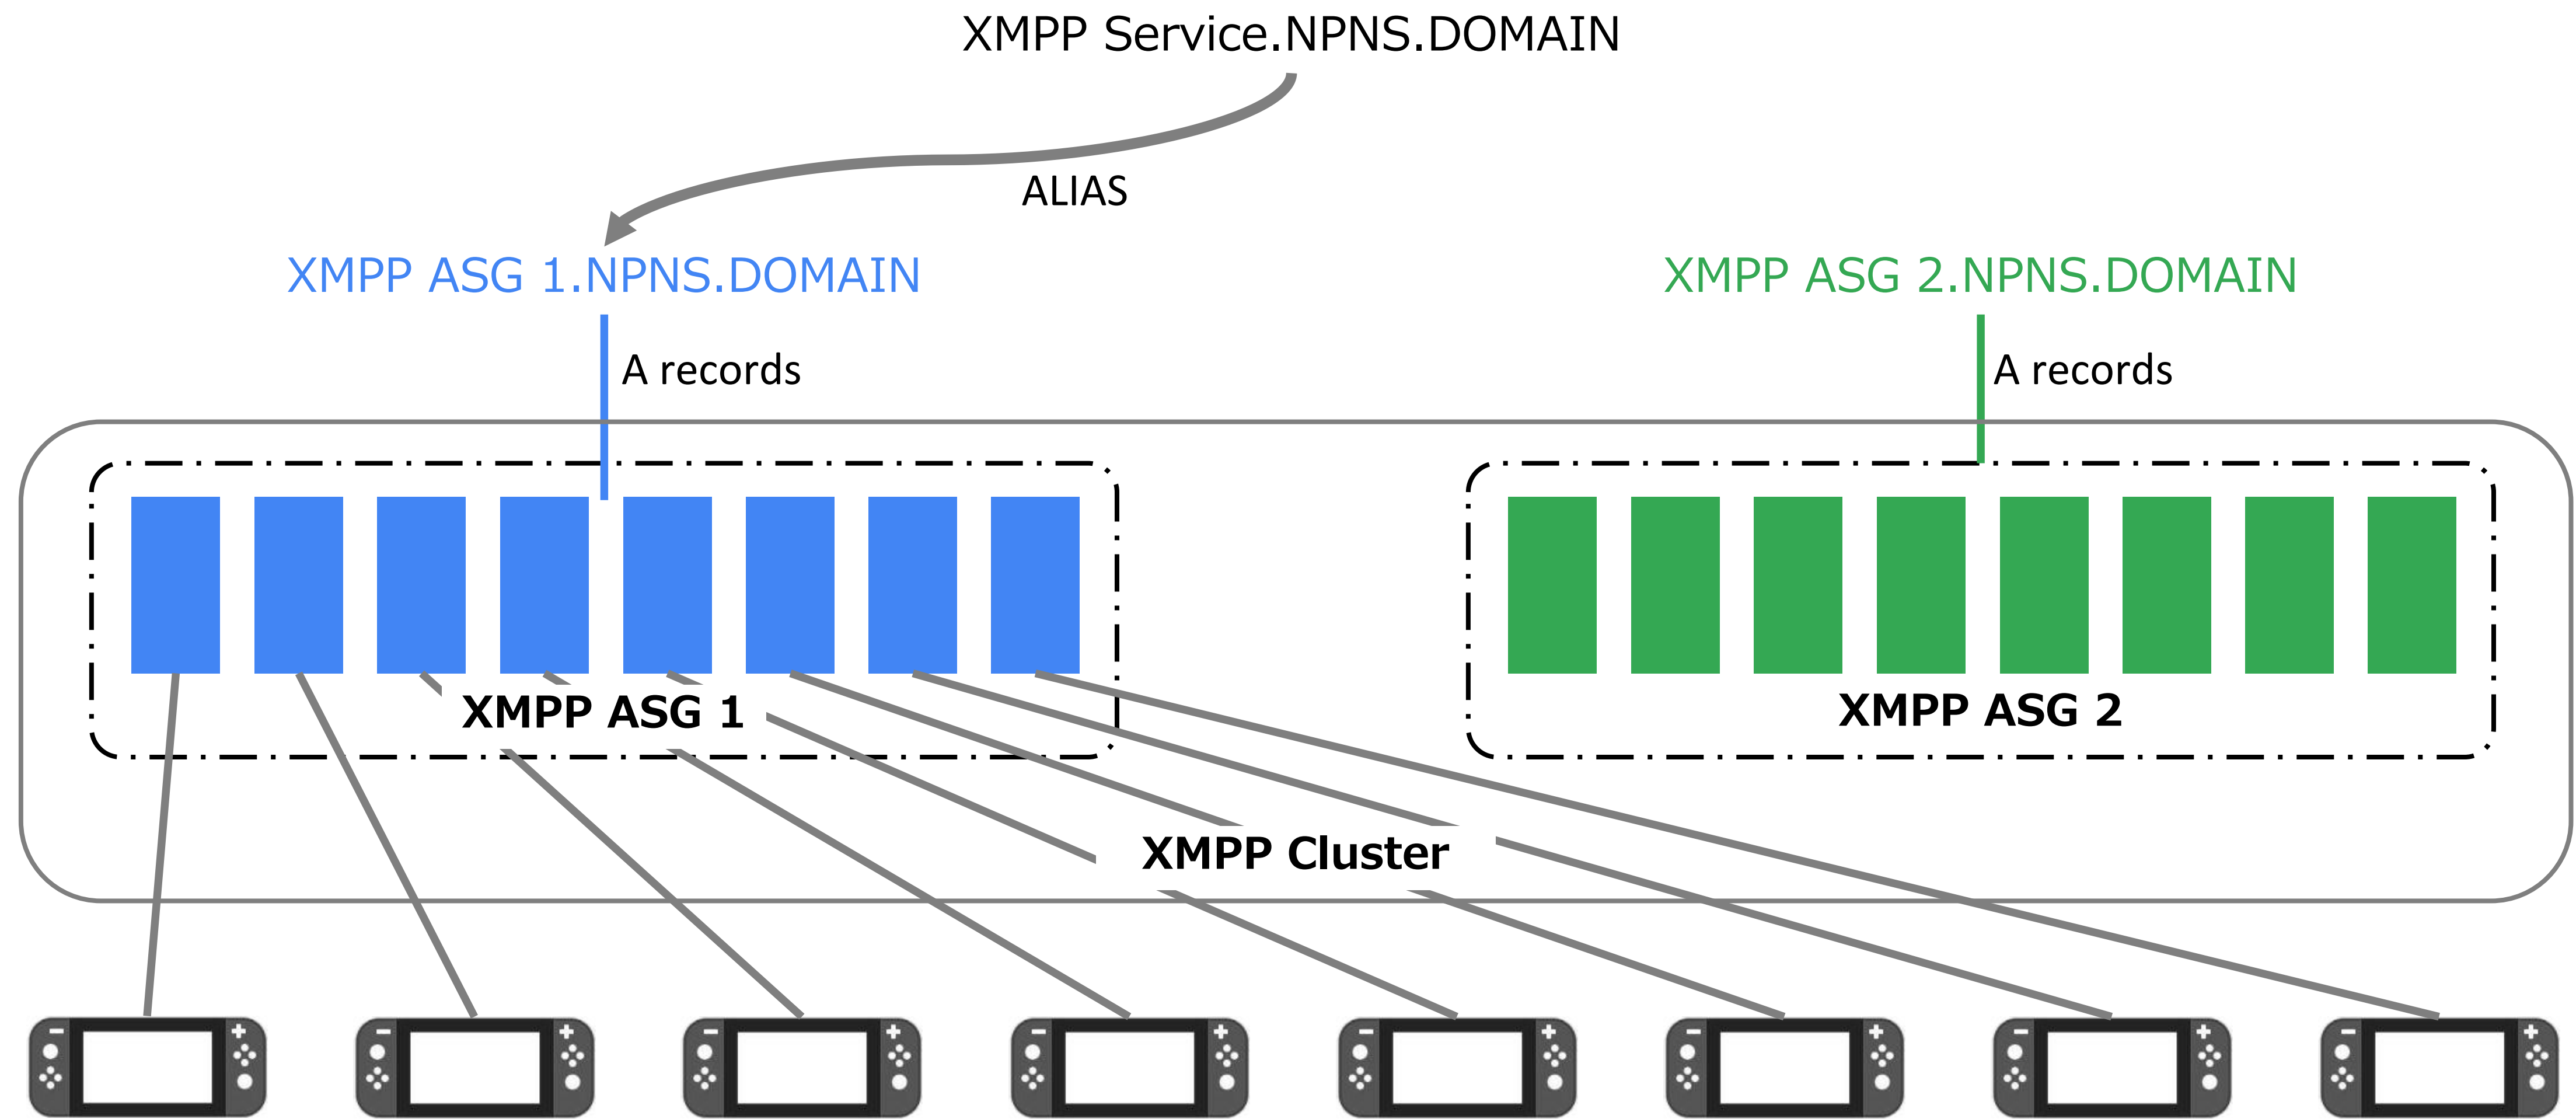 XMPP Service.NPNS.DOMAIN
ALIAS
XMPP ASG 1.NPNS.DOMAIN
XMPP ASG 2.NPNS.DOMAIN
A records
A records
XMPP ASG 1
XMPP ASG 2
XMPP Cluster